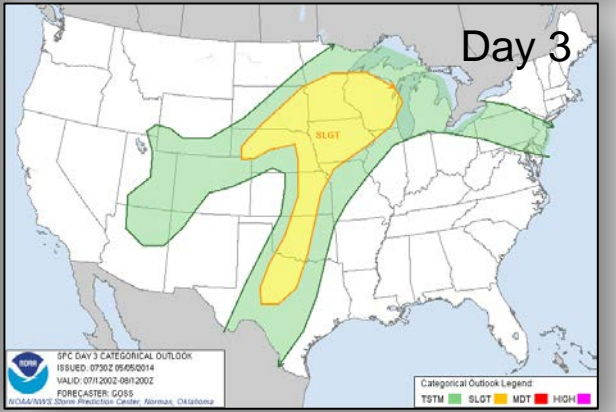 Day 3
SLGT
NOAA
SPC DAY 3 CATEGORICAL OUTLOOK
ISSUED: 0730Z 05/05/2014
VALID: 07/1200Z-08/1200Z
FORECASTER: GOSS
NOAA/NWS Storm Prediction Center, Norman, Oklahoma
Categorical Outlook Legend:
TSTM SLGT MDT HIGH